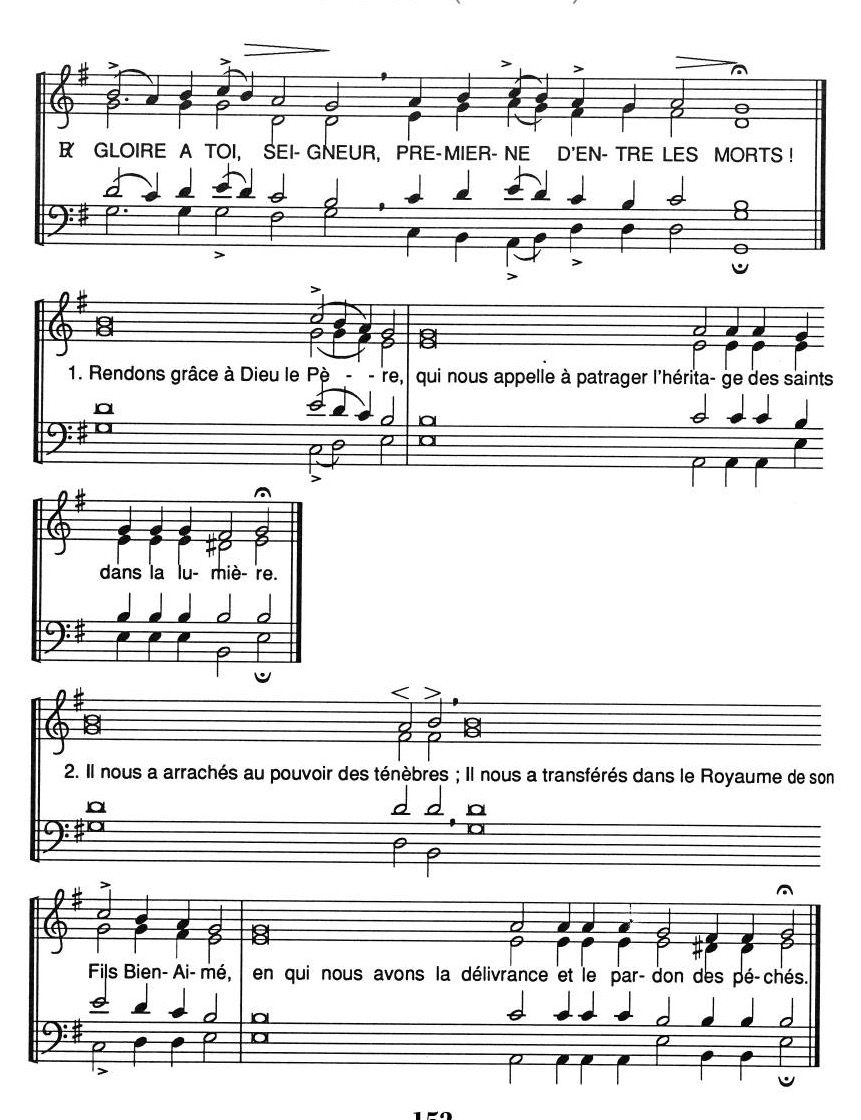 ℟ GLOIRE A TOI, SEI- GNEUR, PRE-MIER- NE D'EN- TRE LES MORTS !
1. Rendons grâce à Dieu le Pè - - re, qui nous appelle à patrager l'hérita- ge des saints
dans la lu- miè- re.
2. Il nous a arrachés au pouvoir des ténèbres ; Il nous a transférés dans le Royaume de son
Fils Bien- Ai- mé, en qui nous avons la délivrance et le par- don des pé- chés.